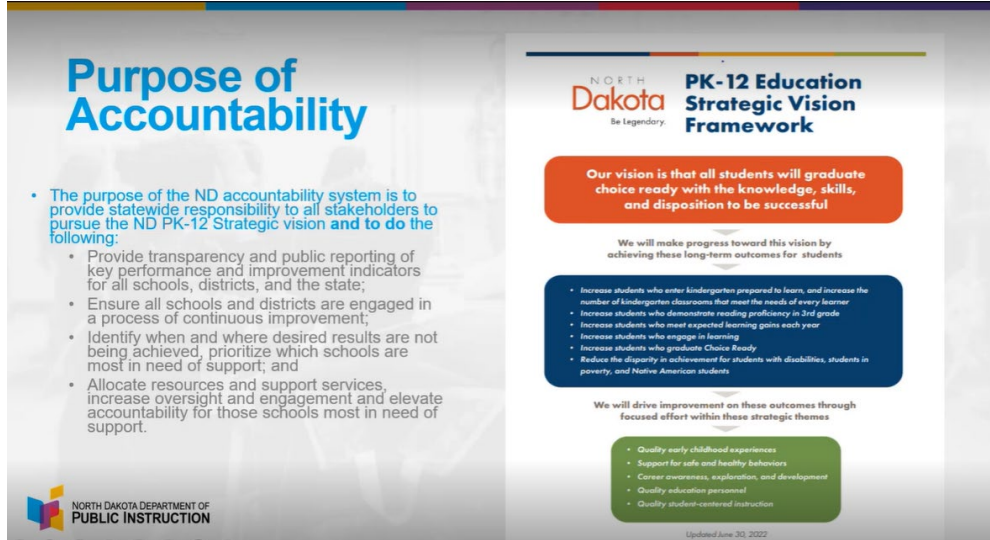 Purpose of
Accountability
• The purpose of the ND accountability system is to
provide statewide responsibility to all stakeholders to
pursue the ND PK-12 Strategic vision and to do the
following:
• Provide transparency and public reporting of
key performance and improvement indicators
for all schools, districts, and the state;
• Ensure all schools and districts are engaged in
a process of continuous improvement;
• Identify when and where desired results are not
being achieved, prioritize which schools are
most in need of support; and
• Allocate resources and support services,
increase oversight and engagement and elevate
accountability for those schools most in need of
support.
NORTH DAKOTA DEPARTMENT OF
PUBLIC INSTRUCTION
NORTH
Dakota
Be Legendary.
PK-12 Education
Strategic Vision
Framework
Our vision is that all students will graduate
choice ready with the knowledge, skills,
and disposition to be successful
We will make progress toward this vision by
achieving these long-term outcomes for students
• Increase students who enter kindergarten prepared to learn, and increase the
number of kindergarten classrooms that meet the needs of every learner
• Increase students who demonstrate reading proficiency in 3rd grade
• Increase students who meet expected learning gains each year
• Increase students who engage in learning
• Increase students who graduate Choice Ready
• Reduce the disparity in achievement for students with disabilities, students in
poverty, and Native American students
We will drive improvement on these outcomes through
focused effort within these strategic themes
• Quality early childhood experiences
• Support for safe and healthy behaviors
• Career awareness, exploration, and development
• Quality education personnel
• Quality student-centered instruction
Updated June 30, 2022